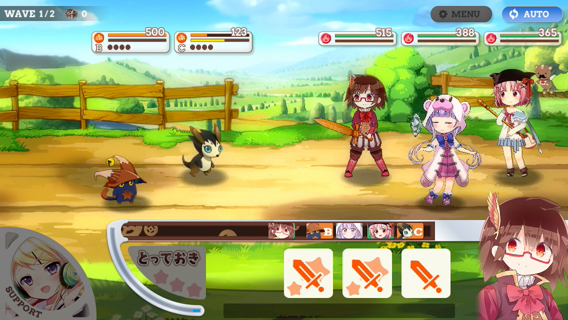 WAVE 1/2 0
MENU
AUTO
500
B
123
C
515
388
365
B
C
とっておき
SUPPORT